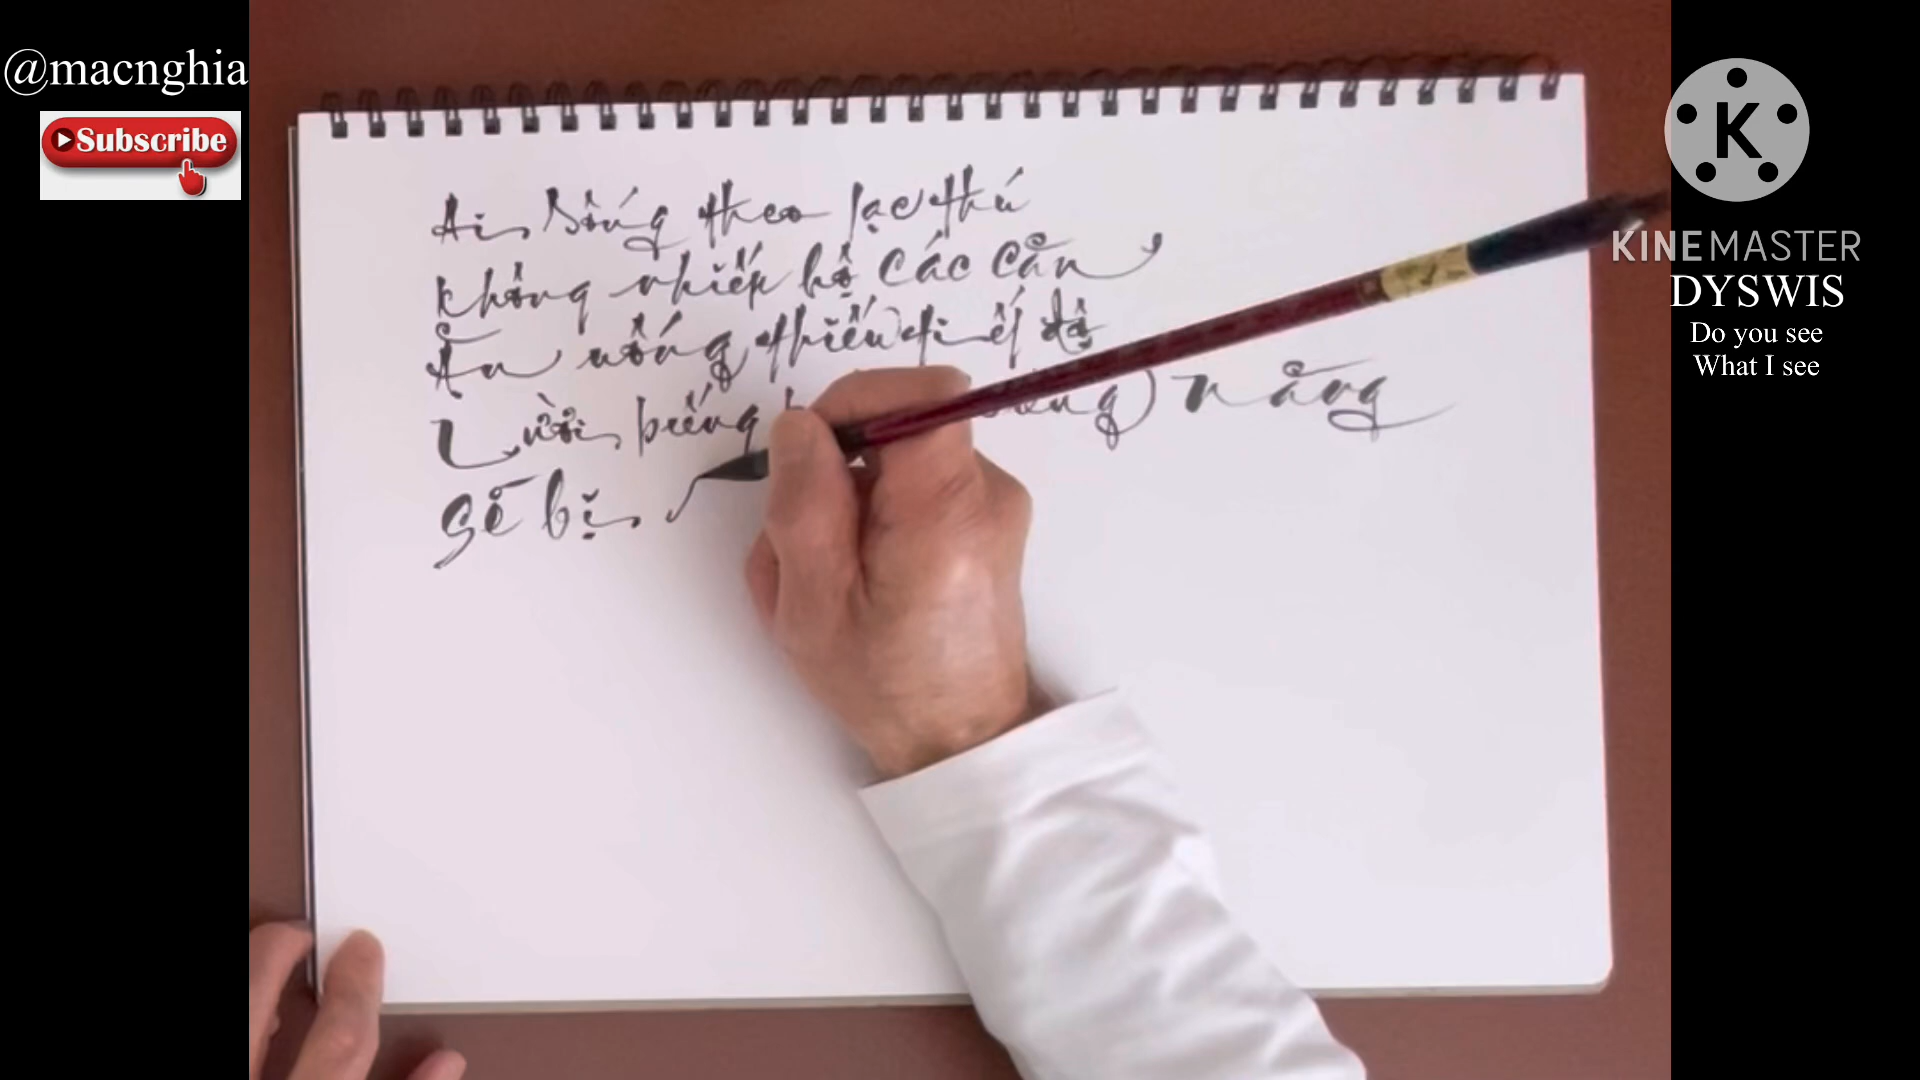 @macnghia
Subscribe
Ai sống theo lạc thú
Không nhiếp hộ các căn
Ăn uống thiếu tiết độ
Lười biếng năng
Sẽ bị
K
KINEMASTER
DYSWIS
Do you see
What I see